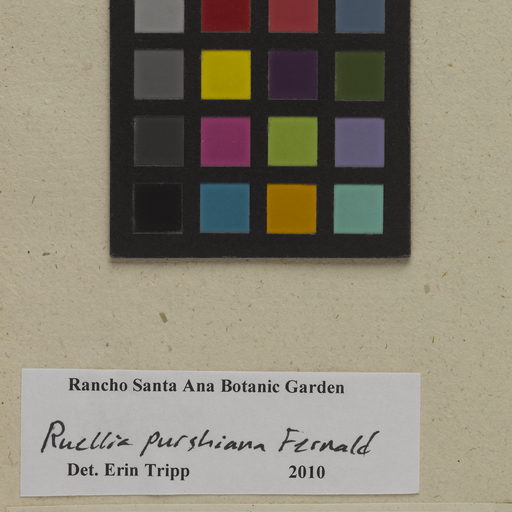 Rancho Santa Ana Botanic Garden
Ruellia purshiana Fernald
Det. Erin Tripp 2010